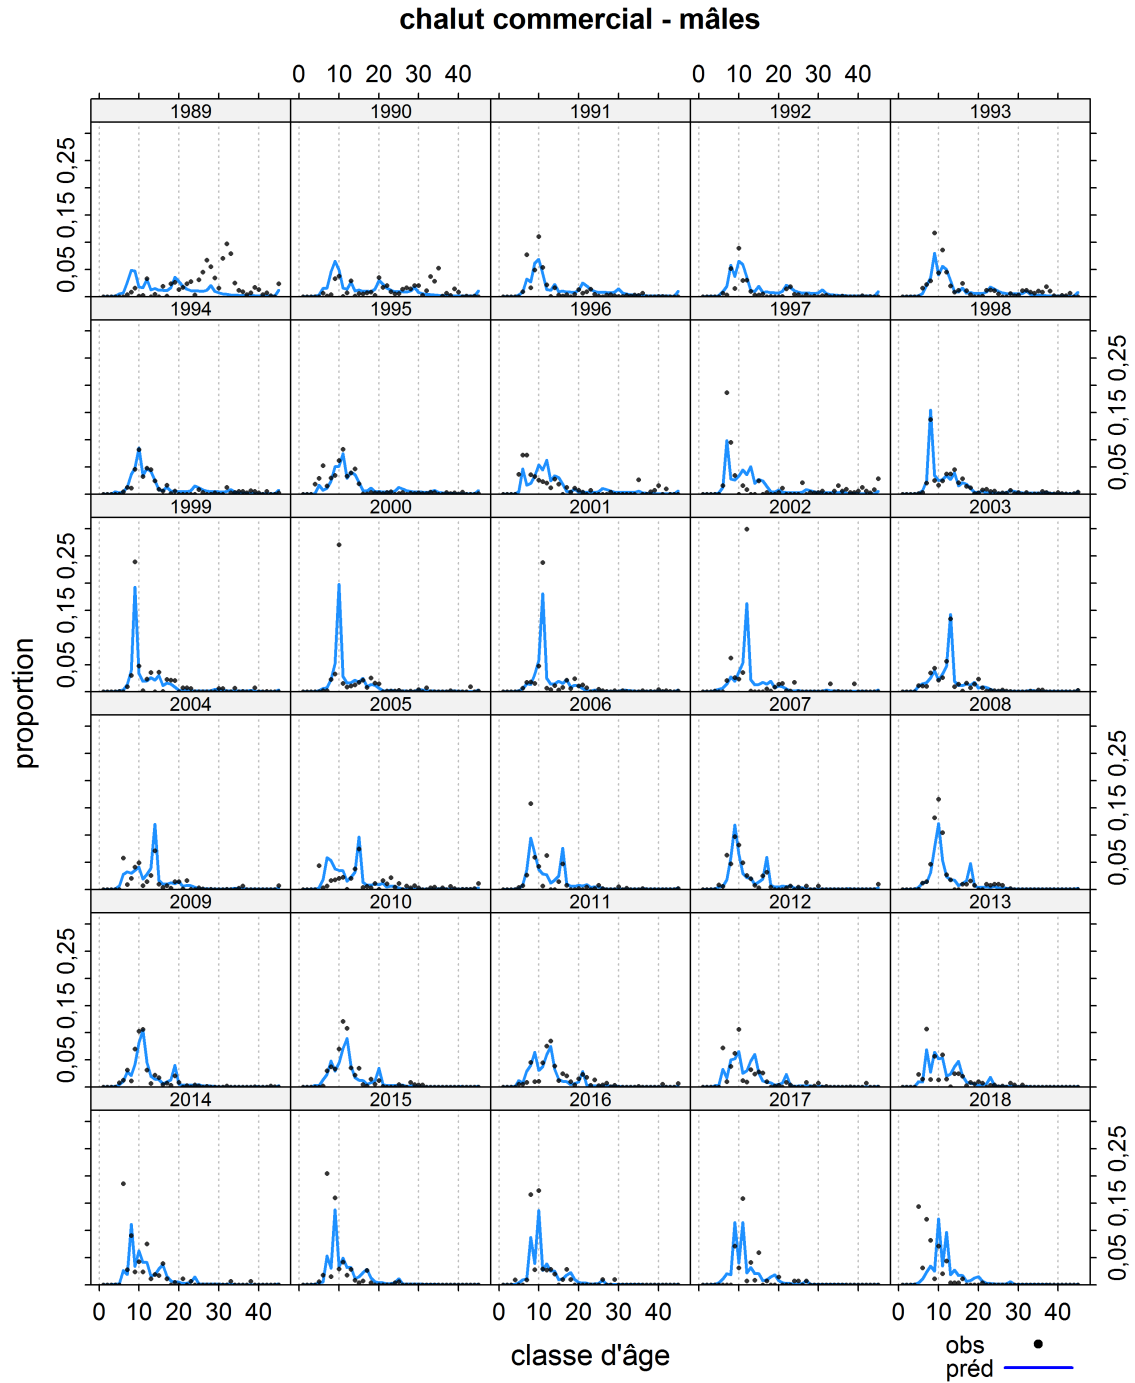 chalut commercial - mâles
0 10 20 30 40 0 10 20 30 40
1989 1990 1991 1992 1993
0,05 0,15 0,25
1994 1995 1996 1997 1998
0,05 0,15 0,25
1999 2000 2001 2002 2003
0,05 0,15 0,25
2004 2005 2006 2007 2008
0,05 0,15 0,25
2009 2010 2011 2012 2013
0,05 0,15 0,25
2014 2015 2016 2017 2018
0,05 0,15 0,25
proportion
0 10 20 30 40 0 10 20 30 40 0 10 20 30 40
classe d'âge
obs
préd